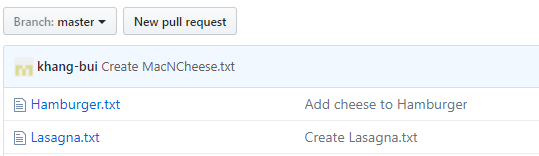 Branch: master New pull request
khang-bui Create MacNCheese.txt
Hamburger.txt Add cheese to Hamburger
Lasagna.txt Create Lasagna.txt